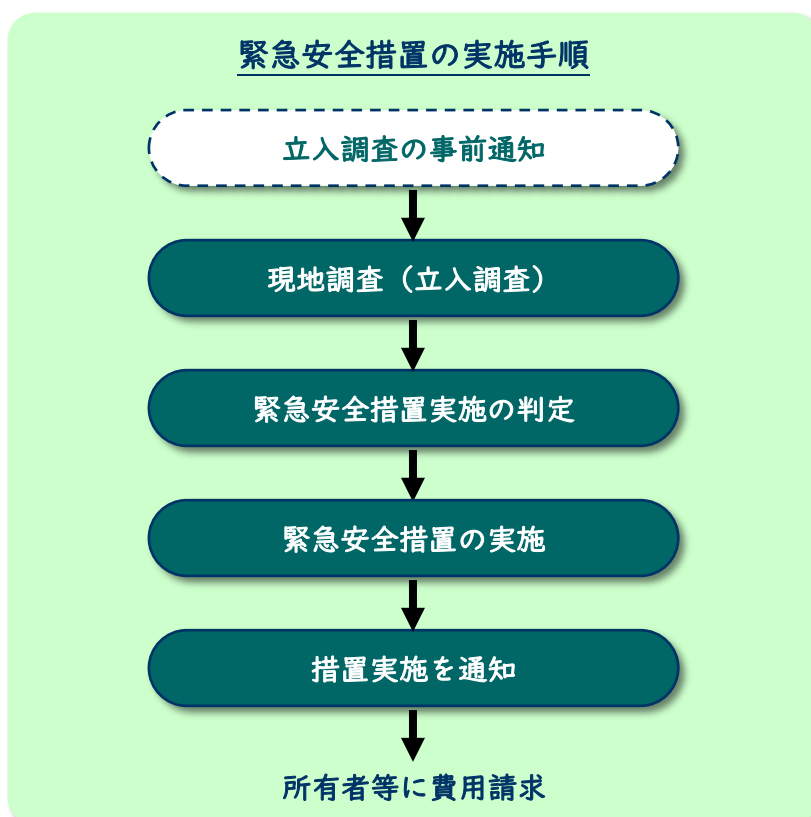 緊急安全措置の実施手順
立入調査の事前通知
現地調査（立入調査）
緊急安全措置実施の判定
緊急安全措置の実施
措置実施を通知
所有者等に費用請求